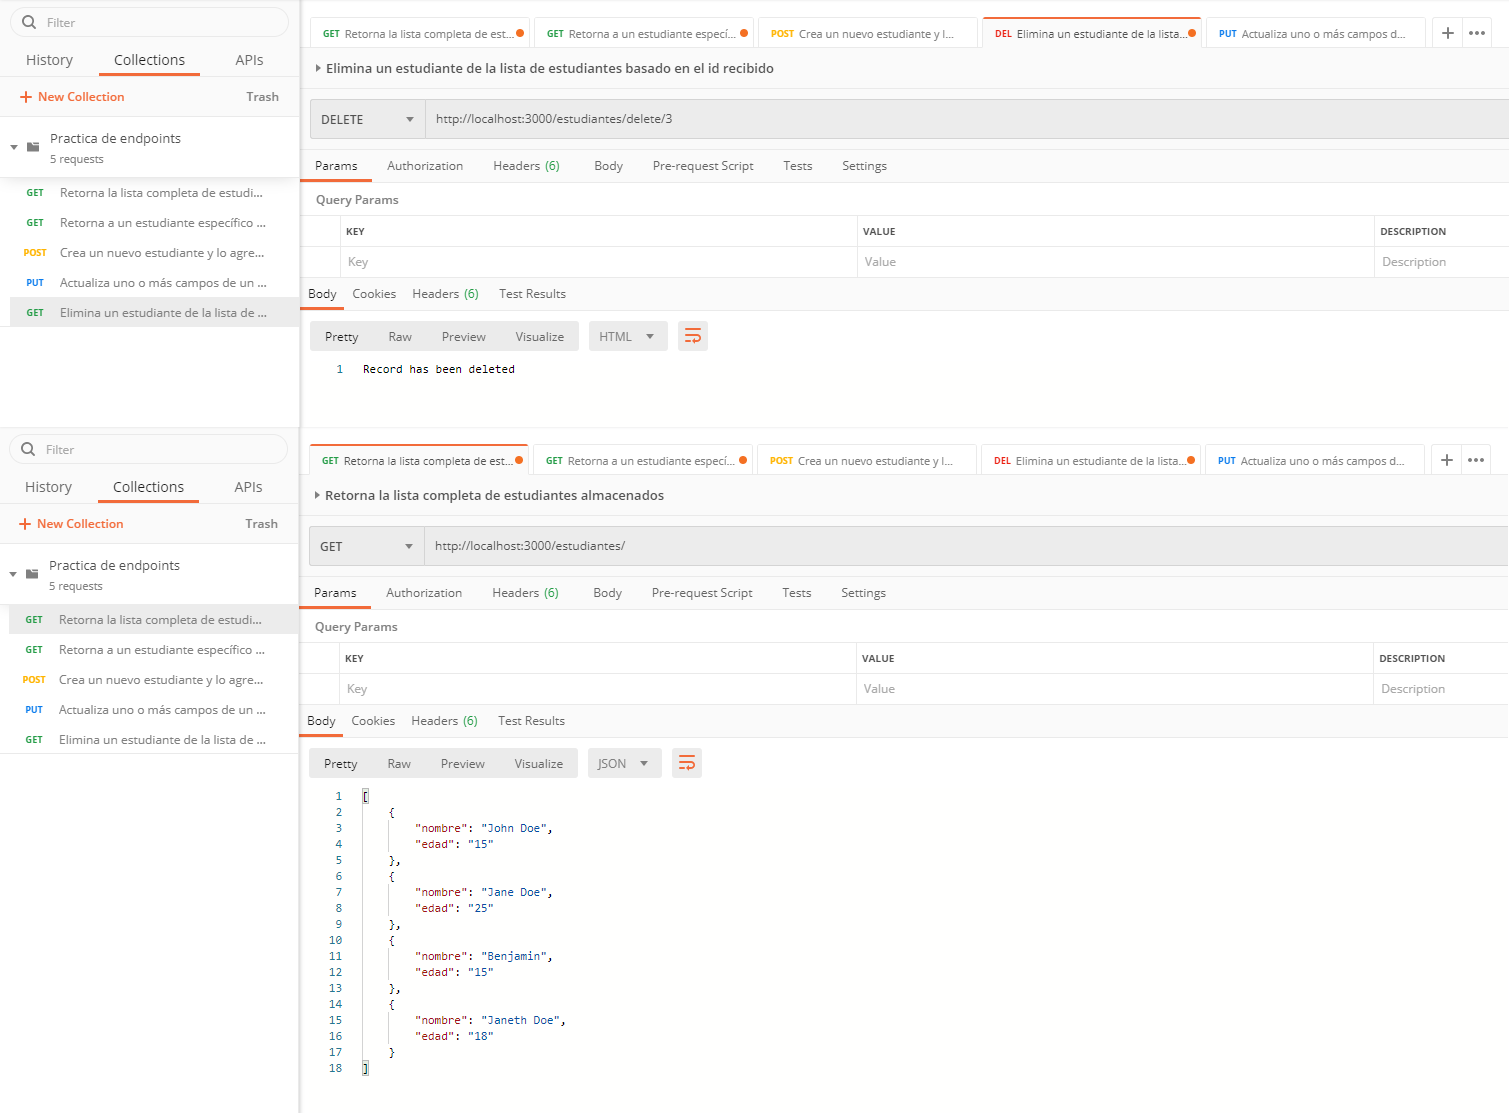 Filter
History Collections APIs
+ New Collection Trash
Practica de endpoints
5 requests
GET Retorna la lista completa de estudi...
GET Retorna a un estudiante específico ...
POST Crea un nuevo estudiante y lo agre...
PUT Actualiza uno o más campos de un ...
GET Elimina un estudiante de la lista de ...
GET Retorna la lista completa de est... GET Retorna a un estudiante especí... POST Crea un nuevo estudiante y l... DEL Elimina un estudiante de la lista... PUT Actualiza uno o más campos d... + •••
Elimina un estudiante de la lista de estudiantes basado en el id recibido
DELETE http://localhost:3000/estudiantes/delete/3
Params Authorization Headers (6) Body Pre-request Script Tests Settings
Query Params
KEY VALUE DESCRIPTION
Key Value Description
Body Cookies Headers (6) Test Results
Pretty Raw Preview Visualize HTML
1 Record has been deleted
Filter
History Collections APIs
+ New Collection Trash
Practica de endpoints
5 requests
GET Retorna la lista completa de estudi...
GET Retorna a un estudiante específico ...
POST Crea un nuevo estudiante y lo agre...
PUT Actualiza uno o más campos de un ...
GET Elimina un estudiante de la lista de ...
GET Retorna la lista completa de est... GET Retorna a un estudiante especí... POST Crea un nuevo estudiante y l... DEL Elimina un estudiante de la lista... PUT Actualiza uno o más campos d... + •••
Retorna la lista completa de estudiantes almacenados
GET http://localhost:3000/estudiantes/
Params Authorization Headers (6) Body Pre-request Script Tests Settings
Query Params
KEY VALUE DESCRIPTION
Key Value Description
Body Cookies Headers (6) Test Results
Pretty Raw Preview Visualize JSON
1 [
2 {
3 "nombre": "John Doe",
4 "edad": "15"
5 },
6 {
7 "nombre": "Jane Doe",
8 "edad": "25"
9 },
10 {
11 "nombre": "Benjamin",
12 "edad": "15"
13 },
14 {
15 "nombre": "Janeth Doe",
16 "edad": "18"
17 }
18 ]